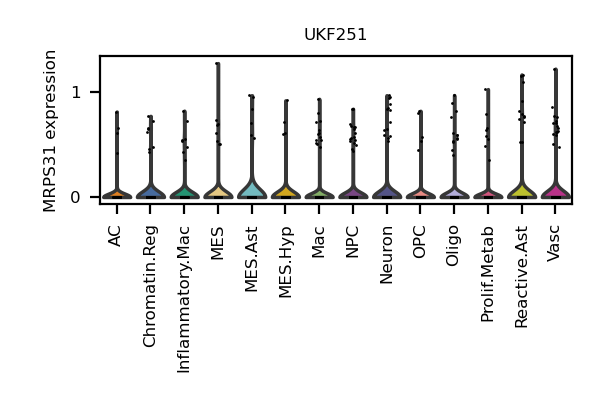 UKF251
MRPS31 expression
1
0
AC
Chromatin.Reg
Inflammatory.Mac
MES
MES.Ast
MES.Hyp
Mac
NPC
Neuron
OPC
Oligo
Prolif.Metab
Reactive.Ast
Vasc